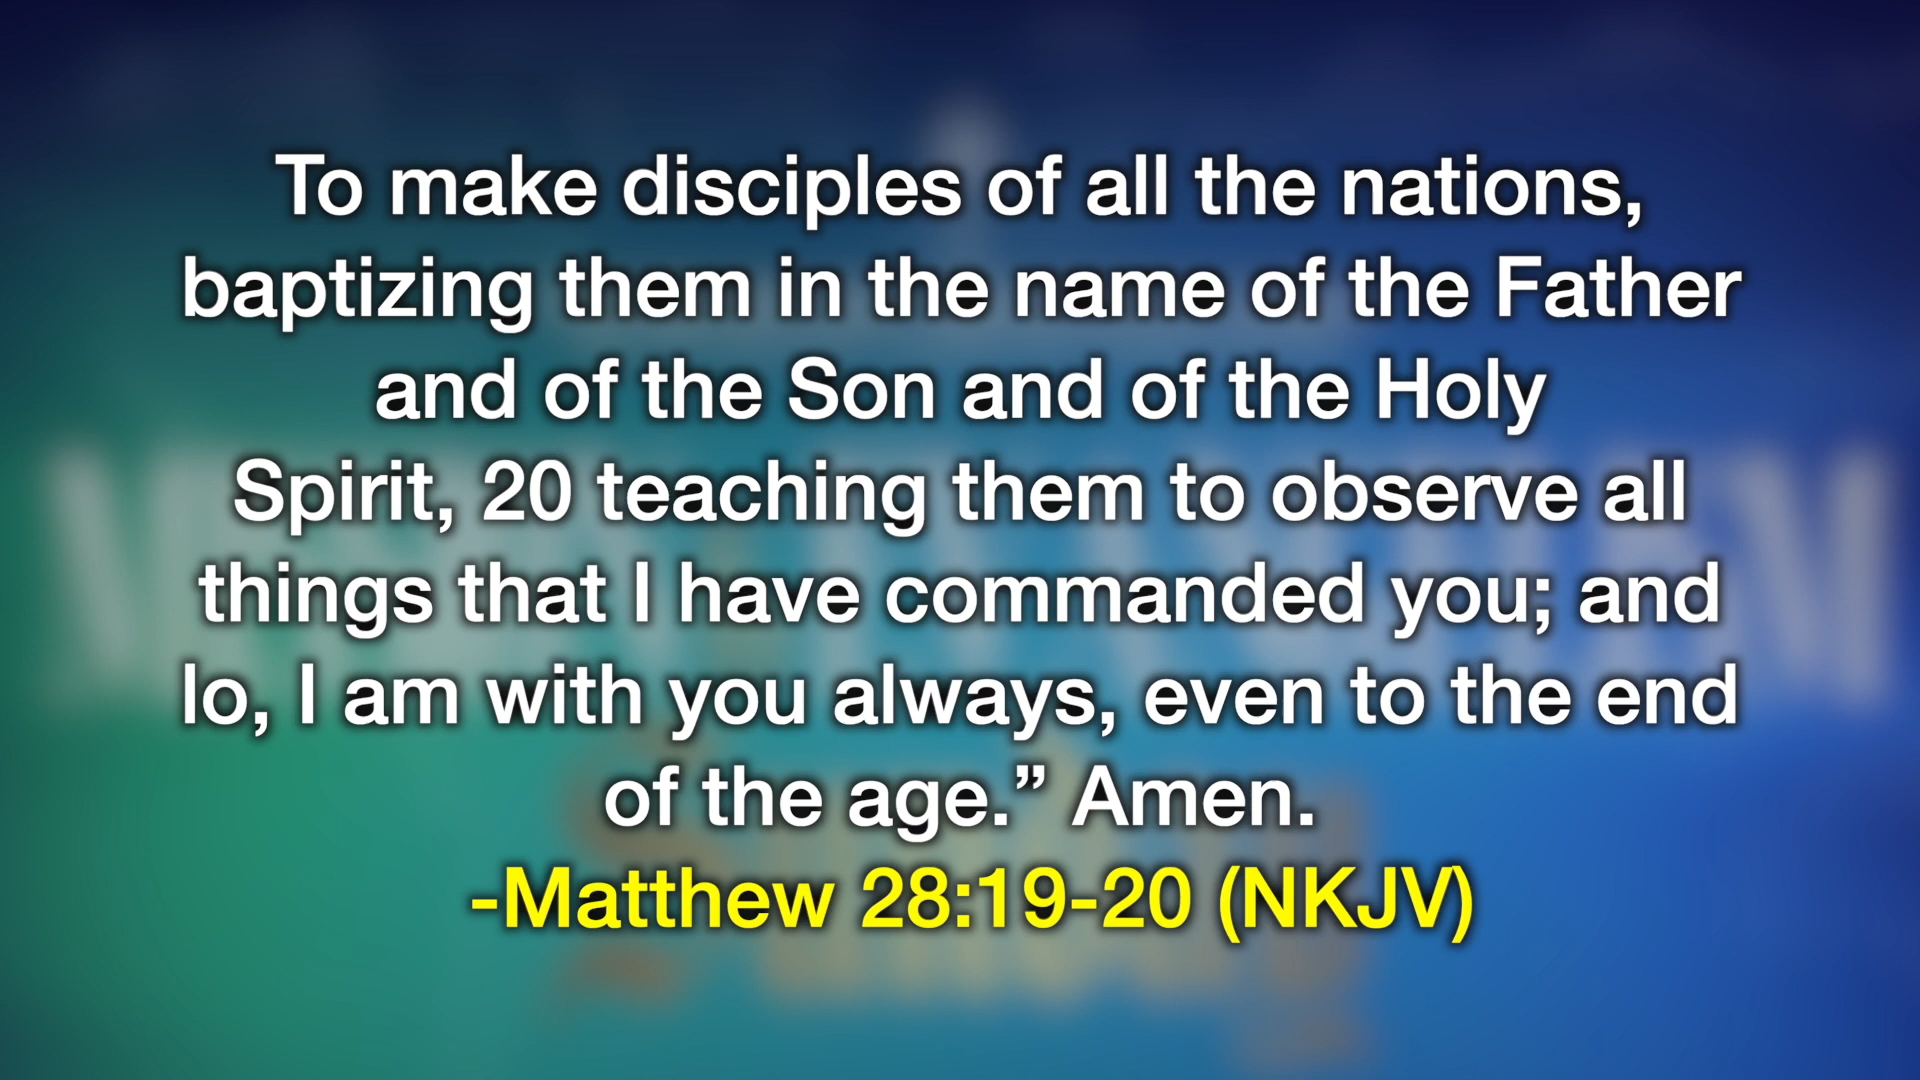 To make disciples of all the nations,
baptizing them in the name of the Father
and of the Son and of the Holy
Spirit, 20 teaching them to observe all
things that I have commanded you; and
lo, I am with you always, even to the end
of the age.” Amen.
-Matthew 28:19-20 (NKJV)